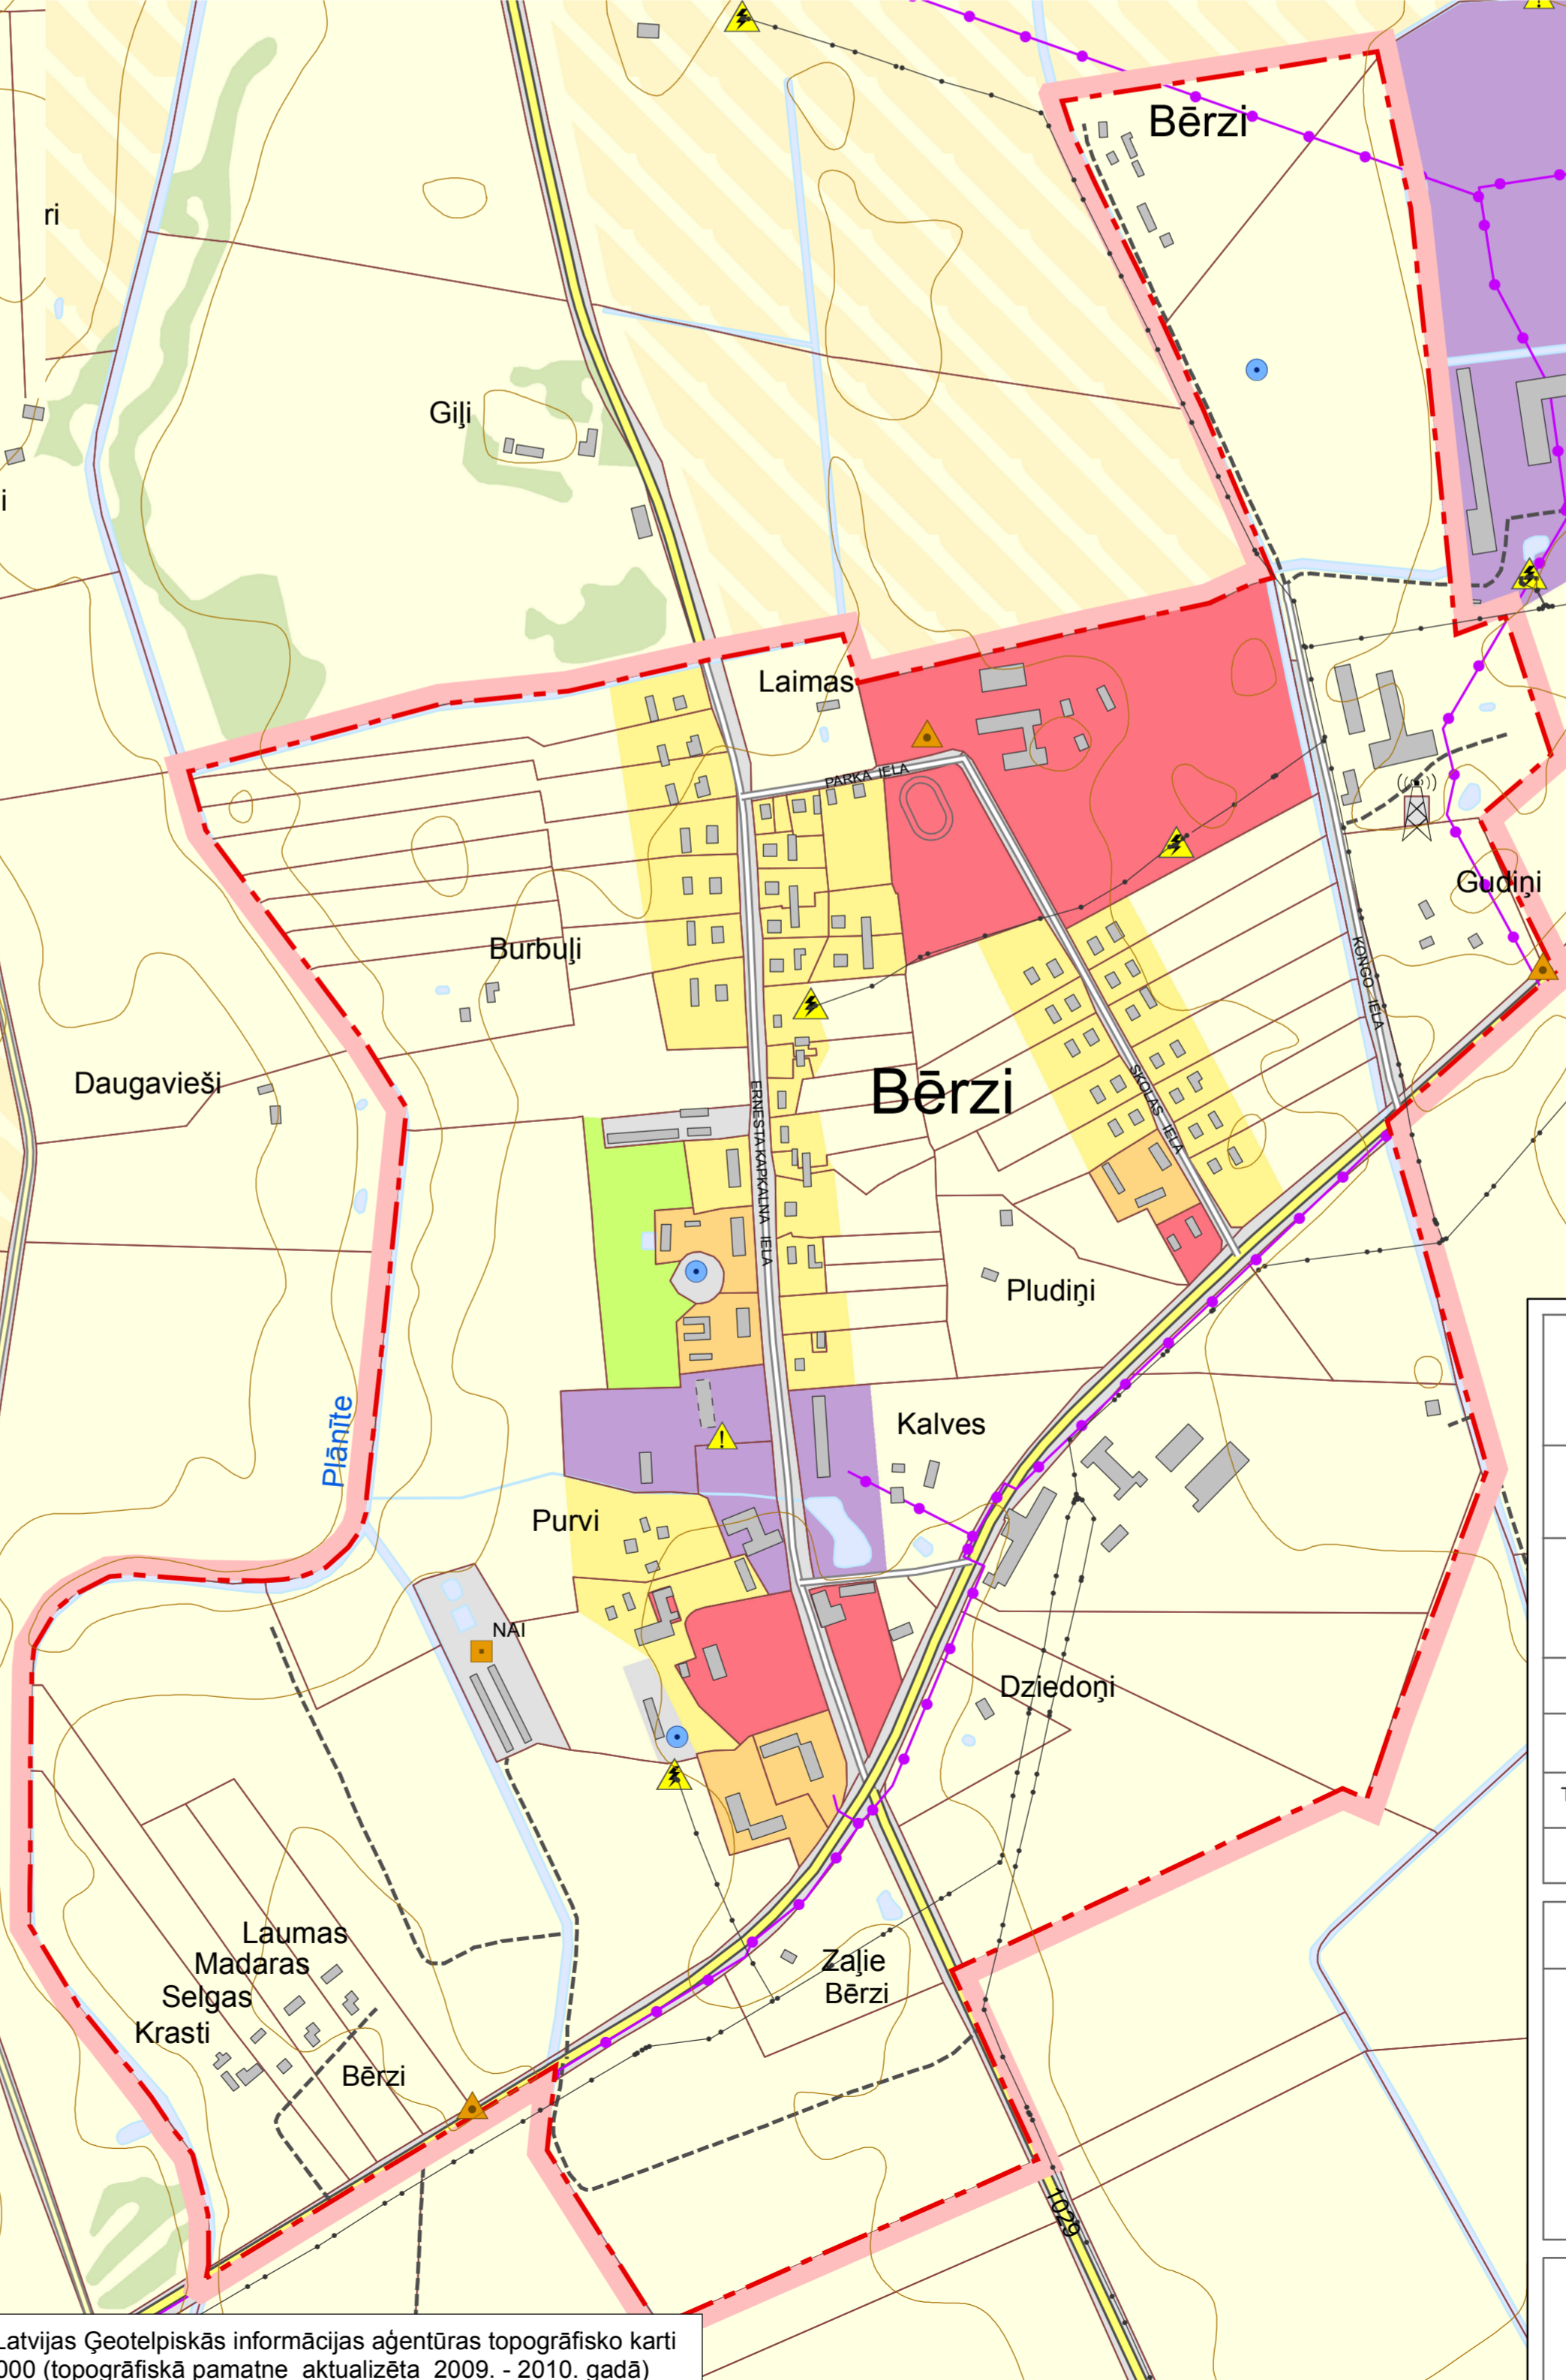 Bērzi
ri
Giļi
i
Laimas
PARKA IELA
Gudiņi
Burbuļi
KONGO IELA
Daugavieši
Bērzi
SKOLAS IELA
ERNESTA KAPKALNA IELA
Pludiņi
Plānīte
Kalves
Purvi
NAI
Dziedoņi
Laumas
Madaras
Selgas
Krasti
Zaļie
Bērzi
Bērzi
1029
Latvijas Ģeotelpiskās informācijas aģentūras topogrāfisko karti
000 (topogrāfiskā pamatne aktualizēta 2009. - 2010. gadā)